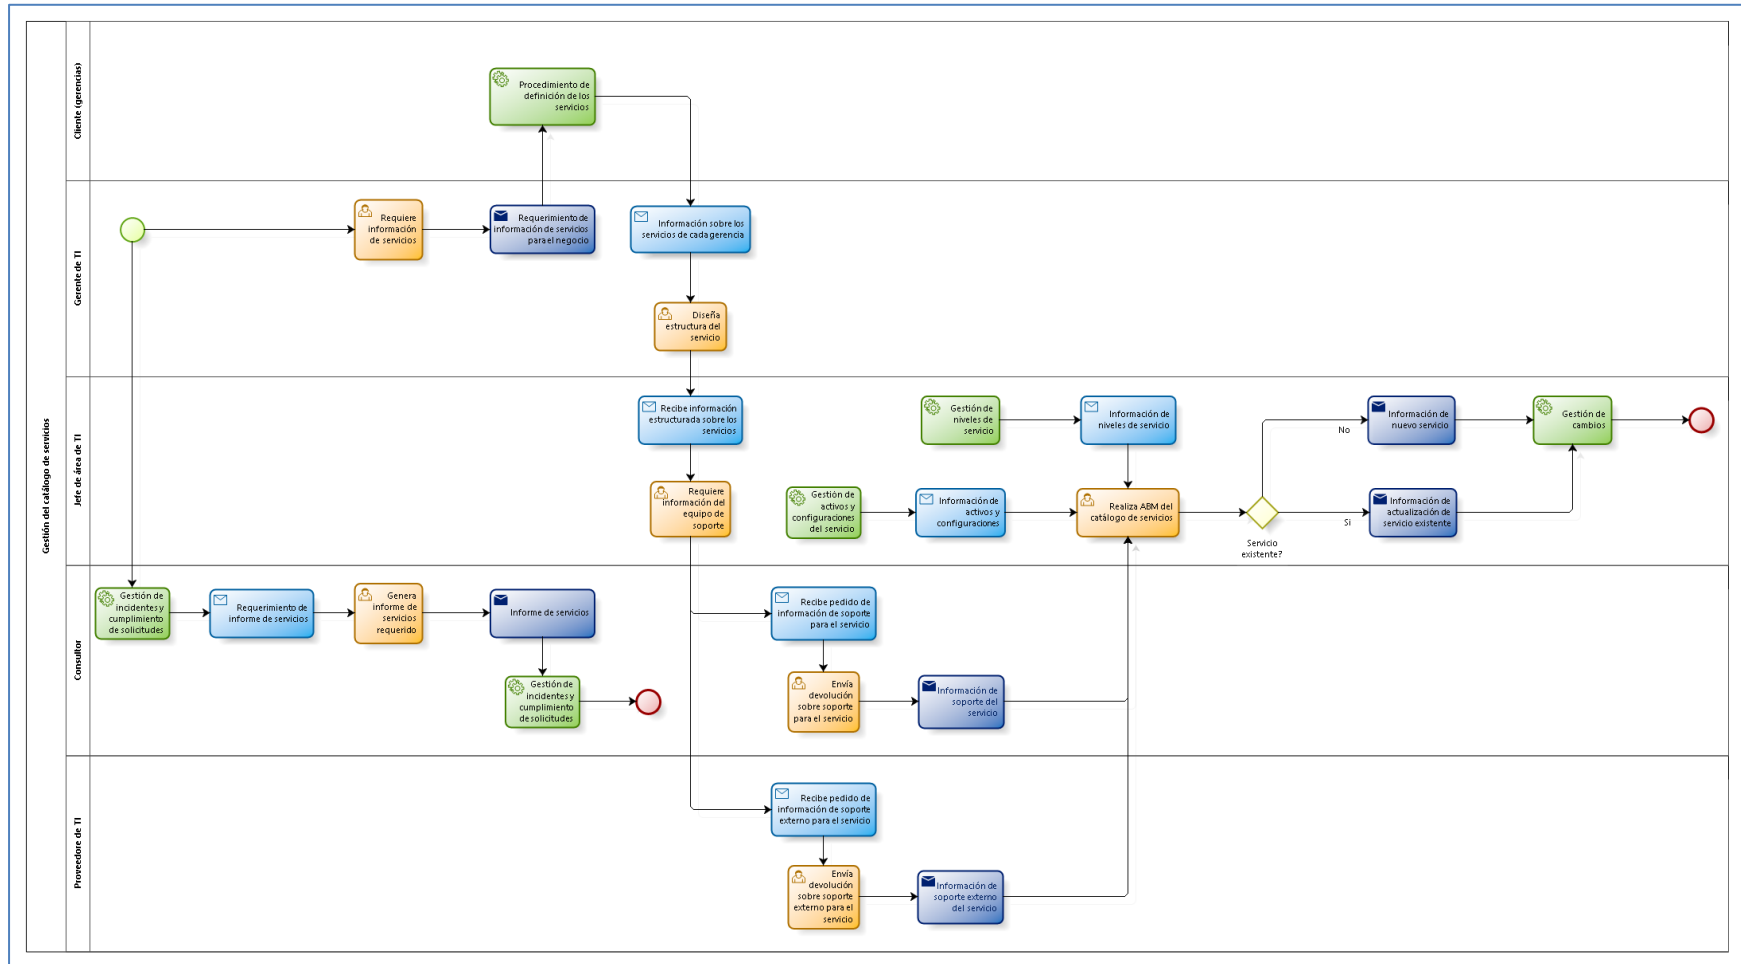 Gestión del catálogo de servicios
Cliente (gerencias)
Procedimiento de
definición de los
servicios
Gerente de TI
Requiere
información
de servicios
Requerimiento de
información de servicios
para el negocio
Información sobre los
servicios de cada gerencia
Diseña
estructura del
servicio
Jefe de área de TI
Recibe información
estructurada sobre los
servicios
Requiere
información del
equipo de
soporte
Gestión de
niveles de
servicio
Información de
niveles de servicio
Gestión de
activos y
configuraciones
del servicio
Información de
activos y
configuraciones
Realiza ABM del
catálogo de servicios
Servicio
existente?
No
Si
Información de
nuevo servicio
Información de
actualización de
servicio existente
Gestión de
cambios
Consultor
Gestión de
incidentes y
cumplimiento
de solicitudes
Requerimiento de
informe de servicios
Genera
informe de
servicios
requerido
Informe de servicios
Gestión de
incidentes y
cumplimiento
de solicitudes
Recibe pedido de
información de soporte
para el servicio
Envía
devolución
sobre soporte
para el servicio
Información de
soporte del
servicio
Proveedore de TI
Recibe pedido de
información de soporte
externo para el servicio
Envía
devolución
sobre soporte
externo para el
servicio
Información de
soporte externo
del servicio